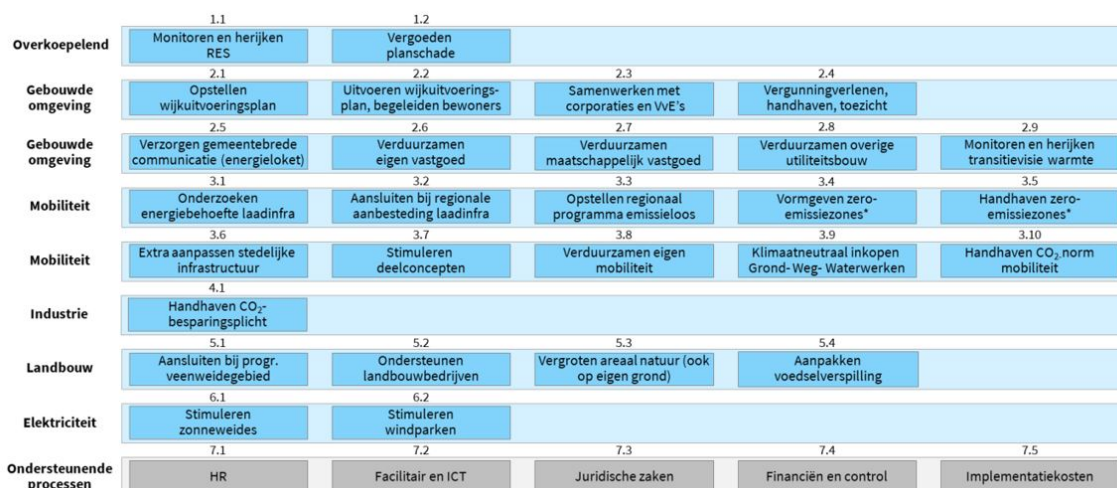 1.1 1.2
Overkoepelend
Monitoren en herijken
RES
Vergoeden
planschade
2.1 2.2 2.3 2.4
Gebouwde
omgeving
Opstellen
wijkuitvoeringsplan
Uitvoeren wijkuitvoerings-
plan, begeleiden bewoners
Samenwerken met
corporaties en VvE's
Vergunningverlenen,
handhaven, toezicht
2.5 2.6 2.7 2.8 2.9
Gebouwde
omgeving
Verzorgen gemeentebrede
communicatie (energieloket)
Verduurzamen
eigen vastgoed
Verduurzamen
maatschappelijk vastgoed
Verduurzamen overige
utiliteitsbouw
Monitoren en herijken
transitievisie warmte
3.1 3.2 3.3 3.4 3.5
Mobiliteit
Onderzoeken
energiebehoefte laadinfra
Aansluiten bij regionale
aanbesteding laadinfra
Opstellen regionaal
programma emissieloos
Vormgeven zero-
emissiezones*
Handhaven zero-
emissiezones*
3.6 3.7 3.8 3.9 3.10
Mobiliteit
Extra aanpassen stedelijke
infrastructuur
Stimuleren
deelconcepten
Verduurzamen eigen
mobiliteit
Klimaatneutraal inkopen
Grond- Weg- Waterwerken
Handhaven CO₂-norm
mobiliteit
4.1
Industrie
Handhaven CO₂-
besparingsplicht
5.1 5.2 5.3 5.4
Landbouw
Aansluiten bij progr.
veenweidegebied
Ondersteunen
landbouwbedrijven
Vergroten areaal natuur (ook
op eigen grond)
Aanpakken
voedselverspilling
6.1 6.2
Elektriciteit
Stimuleren
zonneweides
Stimuleren
windparken
7.1 7.2 7.3 7.4 7.5
Ondersteunende
processen
HR
Facilitair en ICT
Juridische zaken
Financiën en control
Implementatiekosten